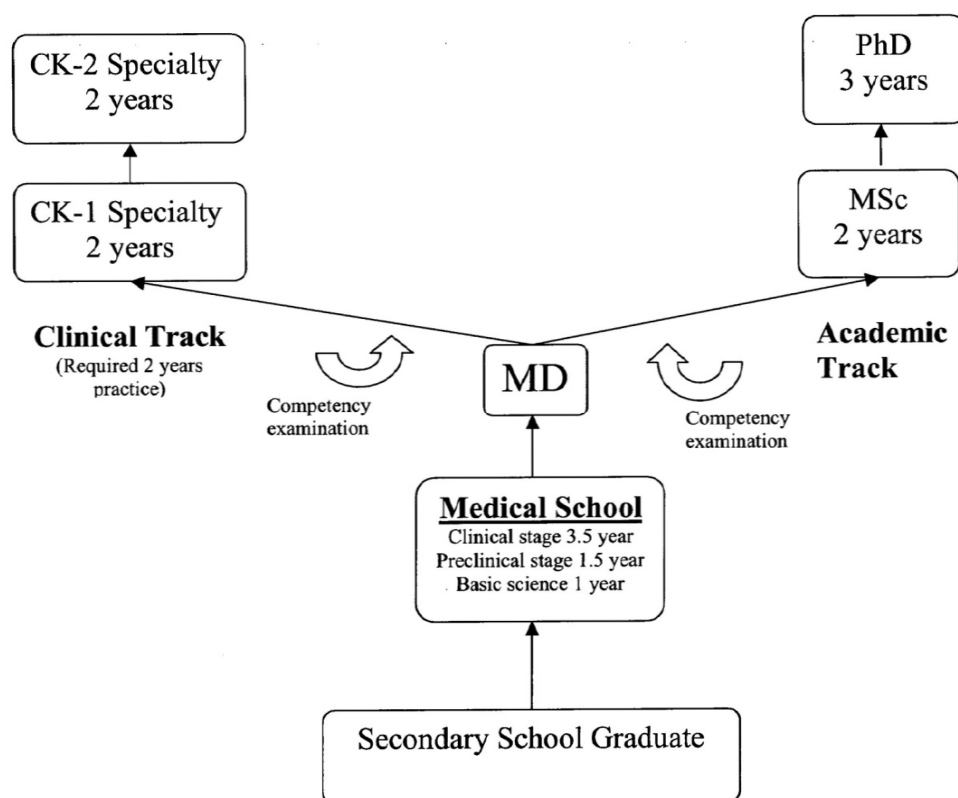 CK-2 Specialty
2 years
PhD
3 years
CK-1 Specialty
2 years
MSc
2 years
Clinical Track
(Required 2 years
practice)
Competency
examination
MD
Competency
examination
Academic
Track
Medical School
Clinical stage 3.5 year
Preclinical stage 1.5 year
Basic science 1 year
Secondary School Graduate